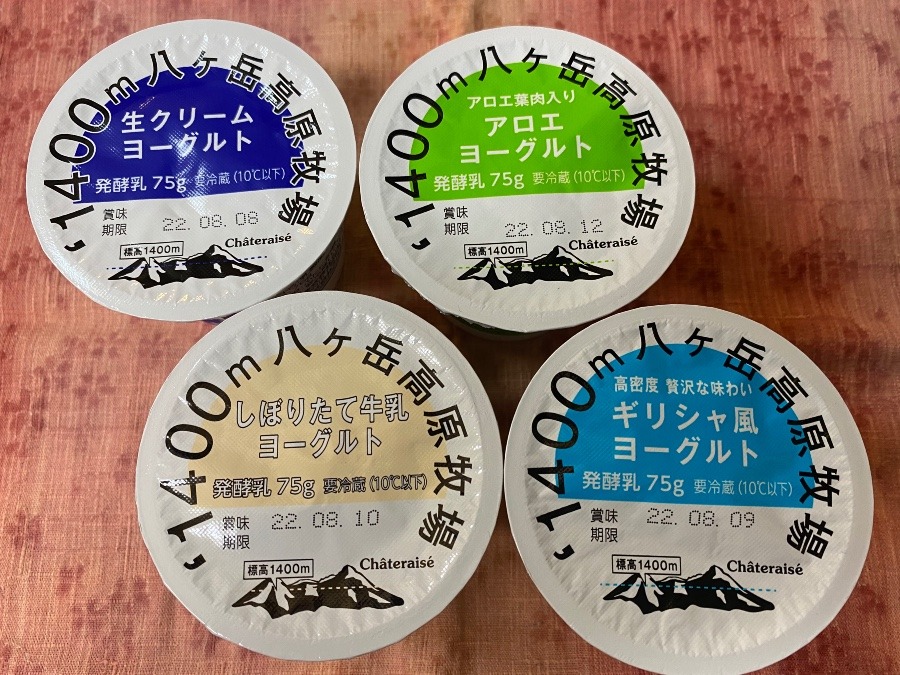 ,1400m八ヶ岳高原牧場
生クリーム
ヨーグルト
発酵乳 75g 要冷蔵(10℃以下)
賞味
期限
22.08.08
標高1400m
Châteraisé
,1400m八ヶ岳高原牧場
アロエ葉肉入り
アロエ
ヨーグルト
発酵乳 75g 要冷蔵(10℃以下)
賞味
期限
22.08.12
標高1400m
Châteraisé
,1400m八ヶ岳高原牧場
しぼりたて牛乳
ヨーグルト
発酵乳 75g 要冷蔵(10℃以下)
賞味
期限
22.08.10
標高1400m
Châteraisé
,1400m八ヶ岳高原牧場
高密度 贅沢な味わい
ギリシャ風
ヨーグルト
発酵乳 75g 要冷蔵(10℃以下)
賞味
期限
22.08.09
標高1400m
Châteraisé